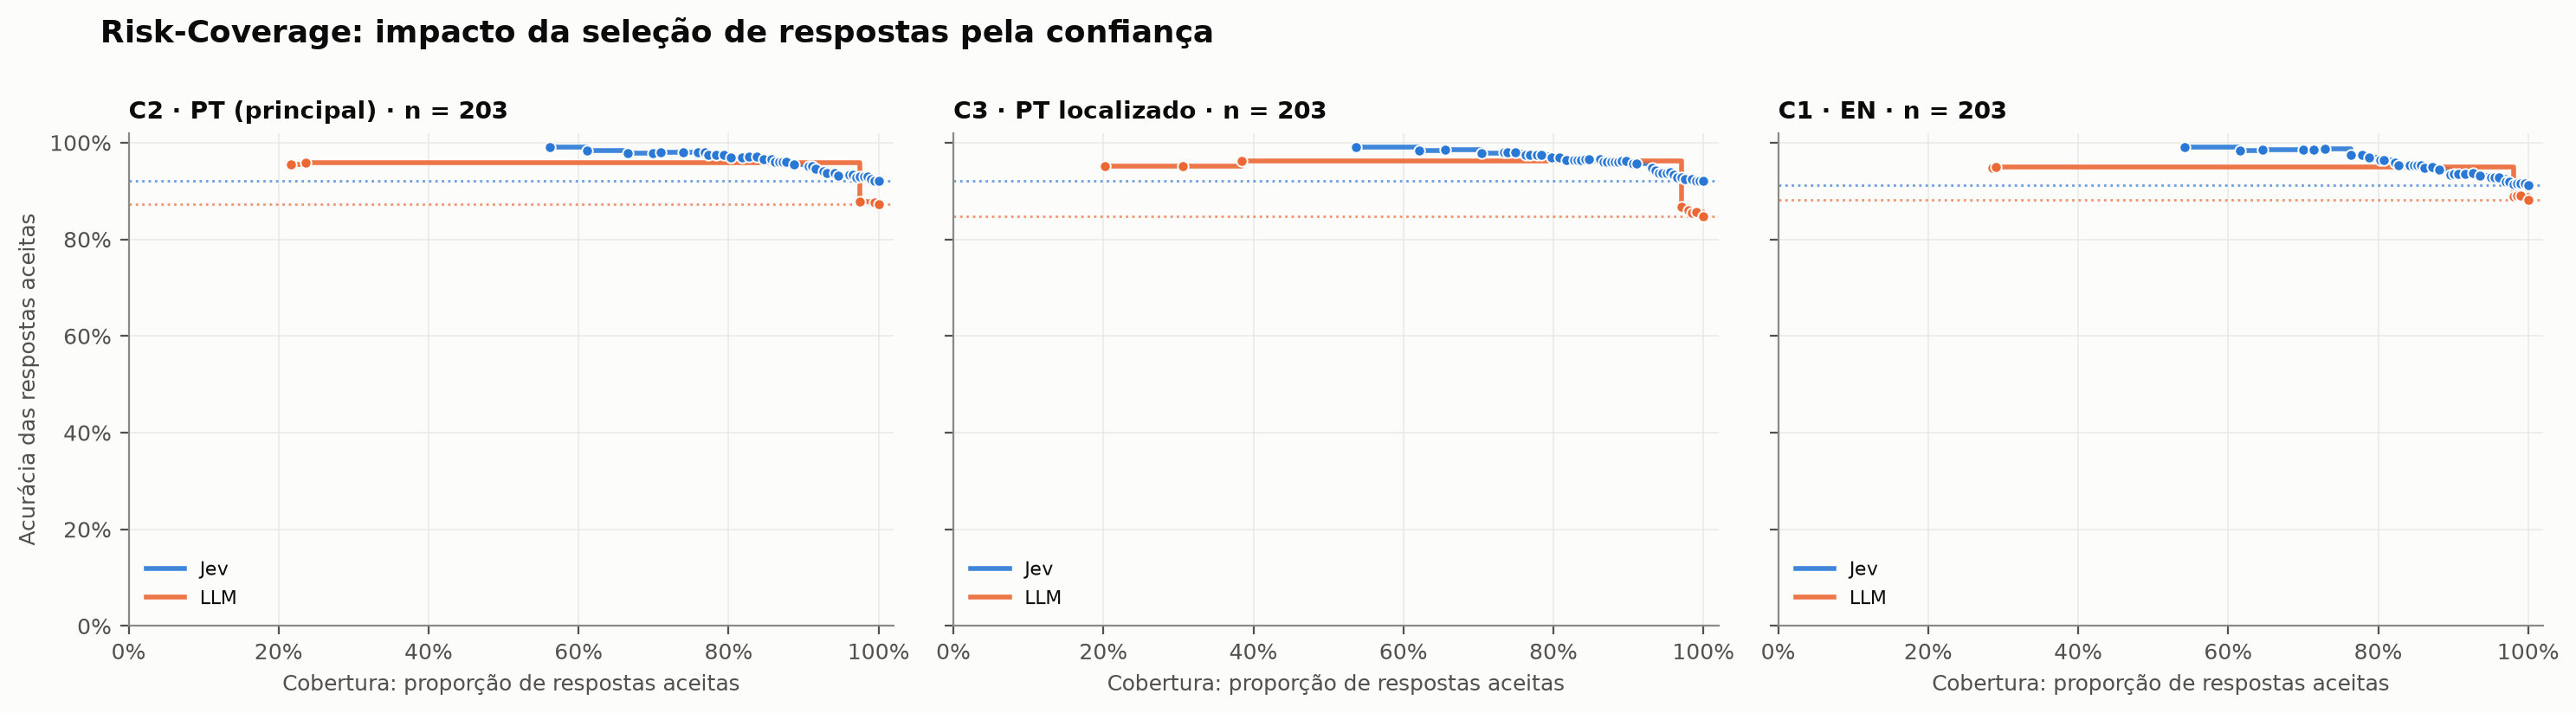 Risk-Coverage: impacto da seleção de respostas pela confiança
C2 · PT (principal) · n = 203
100%
80%
60%
40%
20%
0%
Acurácia das respostas aceitas
Jev
LLM
0%
20%
40%
60%
80%
100%
Cobertura: proporção de respostas aceitas
C3 · PT localizado · n = 203
Jev
LLM
0%
20%
40%
60%
80%
100%
Cobertura: proporção de respostas aceitas
C1 · EN · n = 203
Jev
LLM
0%
20%
40%
60%
80%
100%
Cobertura: proporção de respostas aceitas